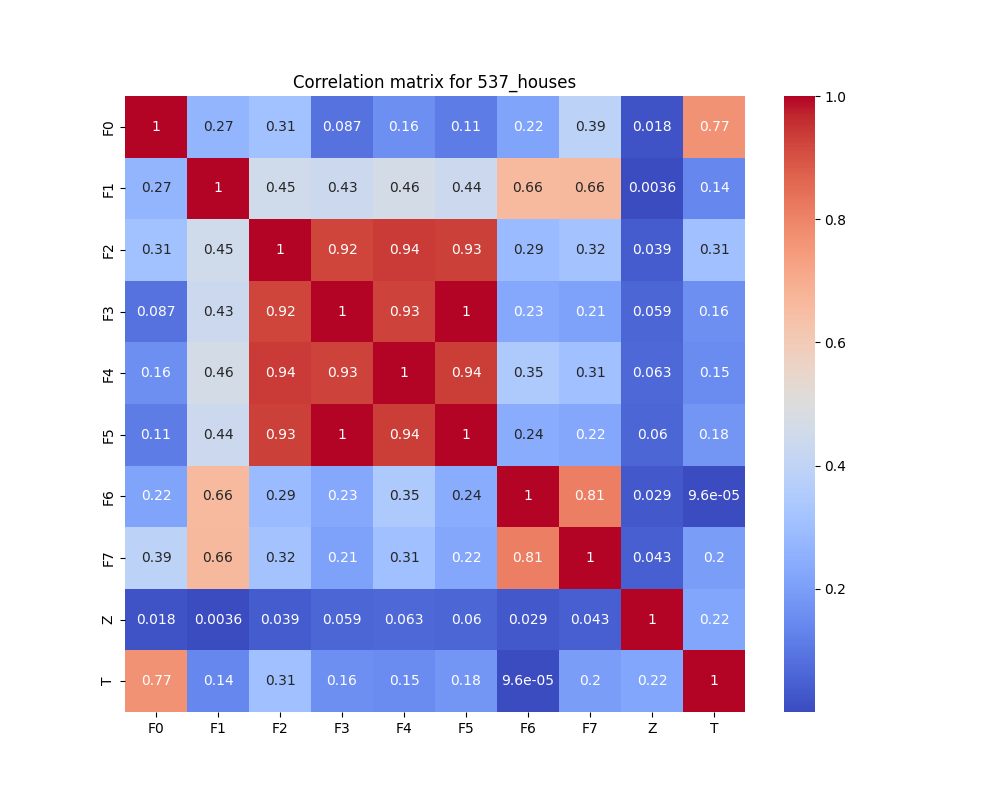 Correlation matrix for 537_houses
F0 1 0.27 0.31 0.087 0.16 0.11 0.22 0.39 0.018 0.77
F1 0.27 1 0.45 0.43 0.46 0.44 0.66 0.66 0.0036 0.14
F2 0.31 0.45 1 0.92 0.94 0.93 0.29 0.32 0.039 0.31
F3 0.087 0.43 0.92 1 0.93 1 0.23 0.21 0.059 0.16
F4 0.16 0.46 0.94 0.93 1 0.94 0.35 0.31 0.063 0.15
F5 0.11 0.44 0.93 1 0.94 1 0.24 0.22 0.06 0.18
F6 0.22 0.66 0.29 0.23 0.35 0.24 1 0.81 0.029 9.6e-05
F7 0.39 0.66 0.32 0.21 0.31 0.22 0.81 1 0.043 0.2
Z 0.018 0.0036 0.039 0.059 0.063 0.06 0.029 0.043 1 0.22
T 0.77 0.14 0.31 0.16 0.15 0.18 9.6e-05 0.2 0.22 1
F0 F1 F2 F3 F4 F5 F6 F7 Z T
1.0
0.8
0.6
0.4
0.2